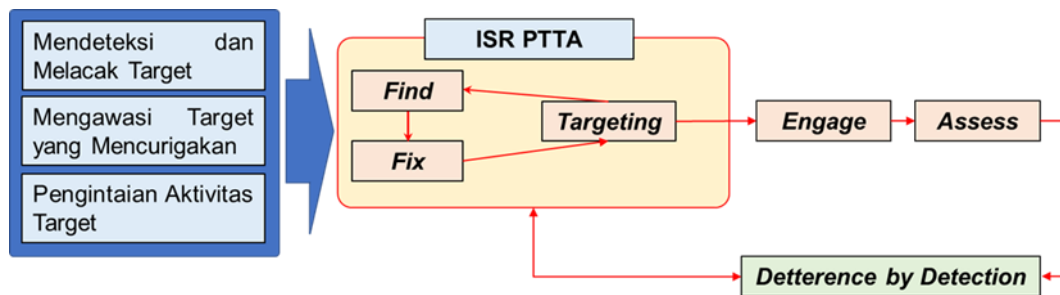 Mendeteksi dan
Melacak Target
Mengawasi Target
yang Mencurigakan
Pengintaian Aktivitas
Target
ISR PTTA
Find
Fix
Targeting
Engage
Assess
Detterence by Detection